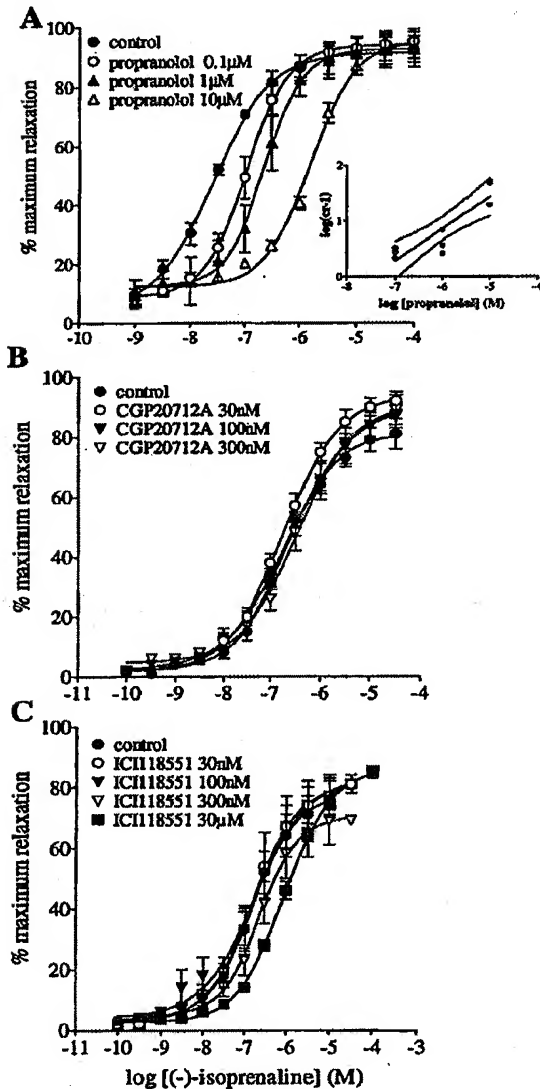 A
control
propranolol 0.1μM
propranolol 1μM
propranolol 10μM
% maximum relaxation
100
80
60
40
20
0
-10 -9 -8 -7 -6 -5 -4
log(cr-1)
2
1
0
-8 -7 -6 -5 -4
log [propranolol] (M)
B
control
CGP20712A 30nM
CGP20712A 100nM
CGP20712A 300nM
% maximum relaxation
100
80
60
40
20
0
-11 -10 -9 -8 -7 -6 -5 -4
C
control
ICI118551 30nM
ICI118551 100nM
ICI118551 300nM
ICI118551 30μM
% maximum relaxation
100
80
60
40
20
0
-11 -10 -9 -8 -7 -6 -5 -4 -3
log [(-)-isoprenaline] (M)